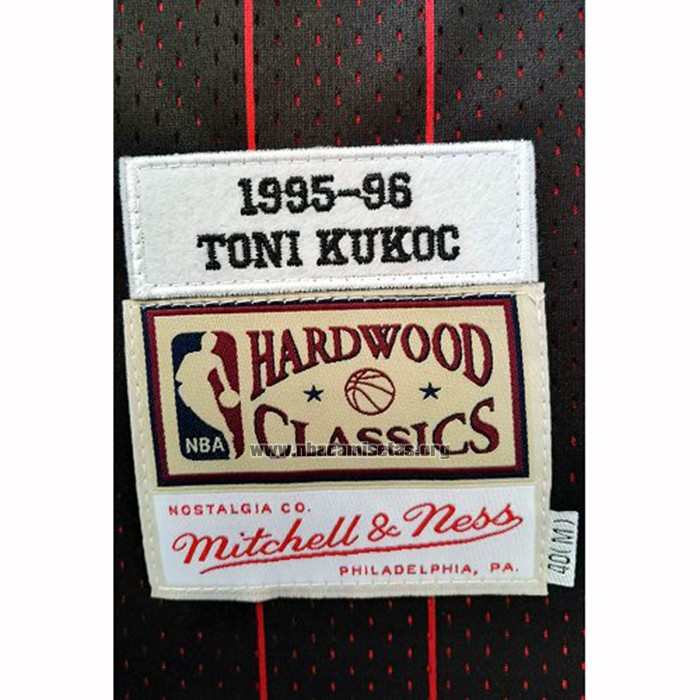 1995-96
TONI KUKOC
HARDWOOD
CLASSICS
NBA
www.nbacamisetas.org
NOSTALGIA CO.
Mitchell & Ness
PHILADELPHIA, PA.
40(M)